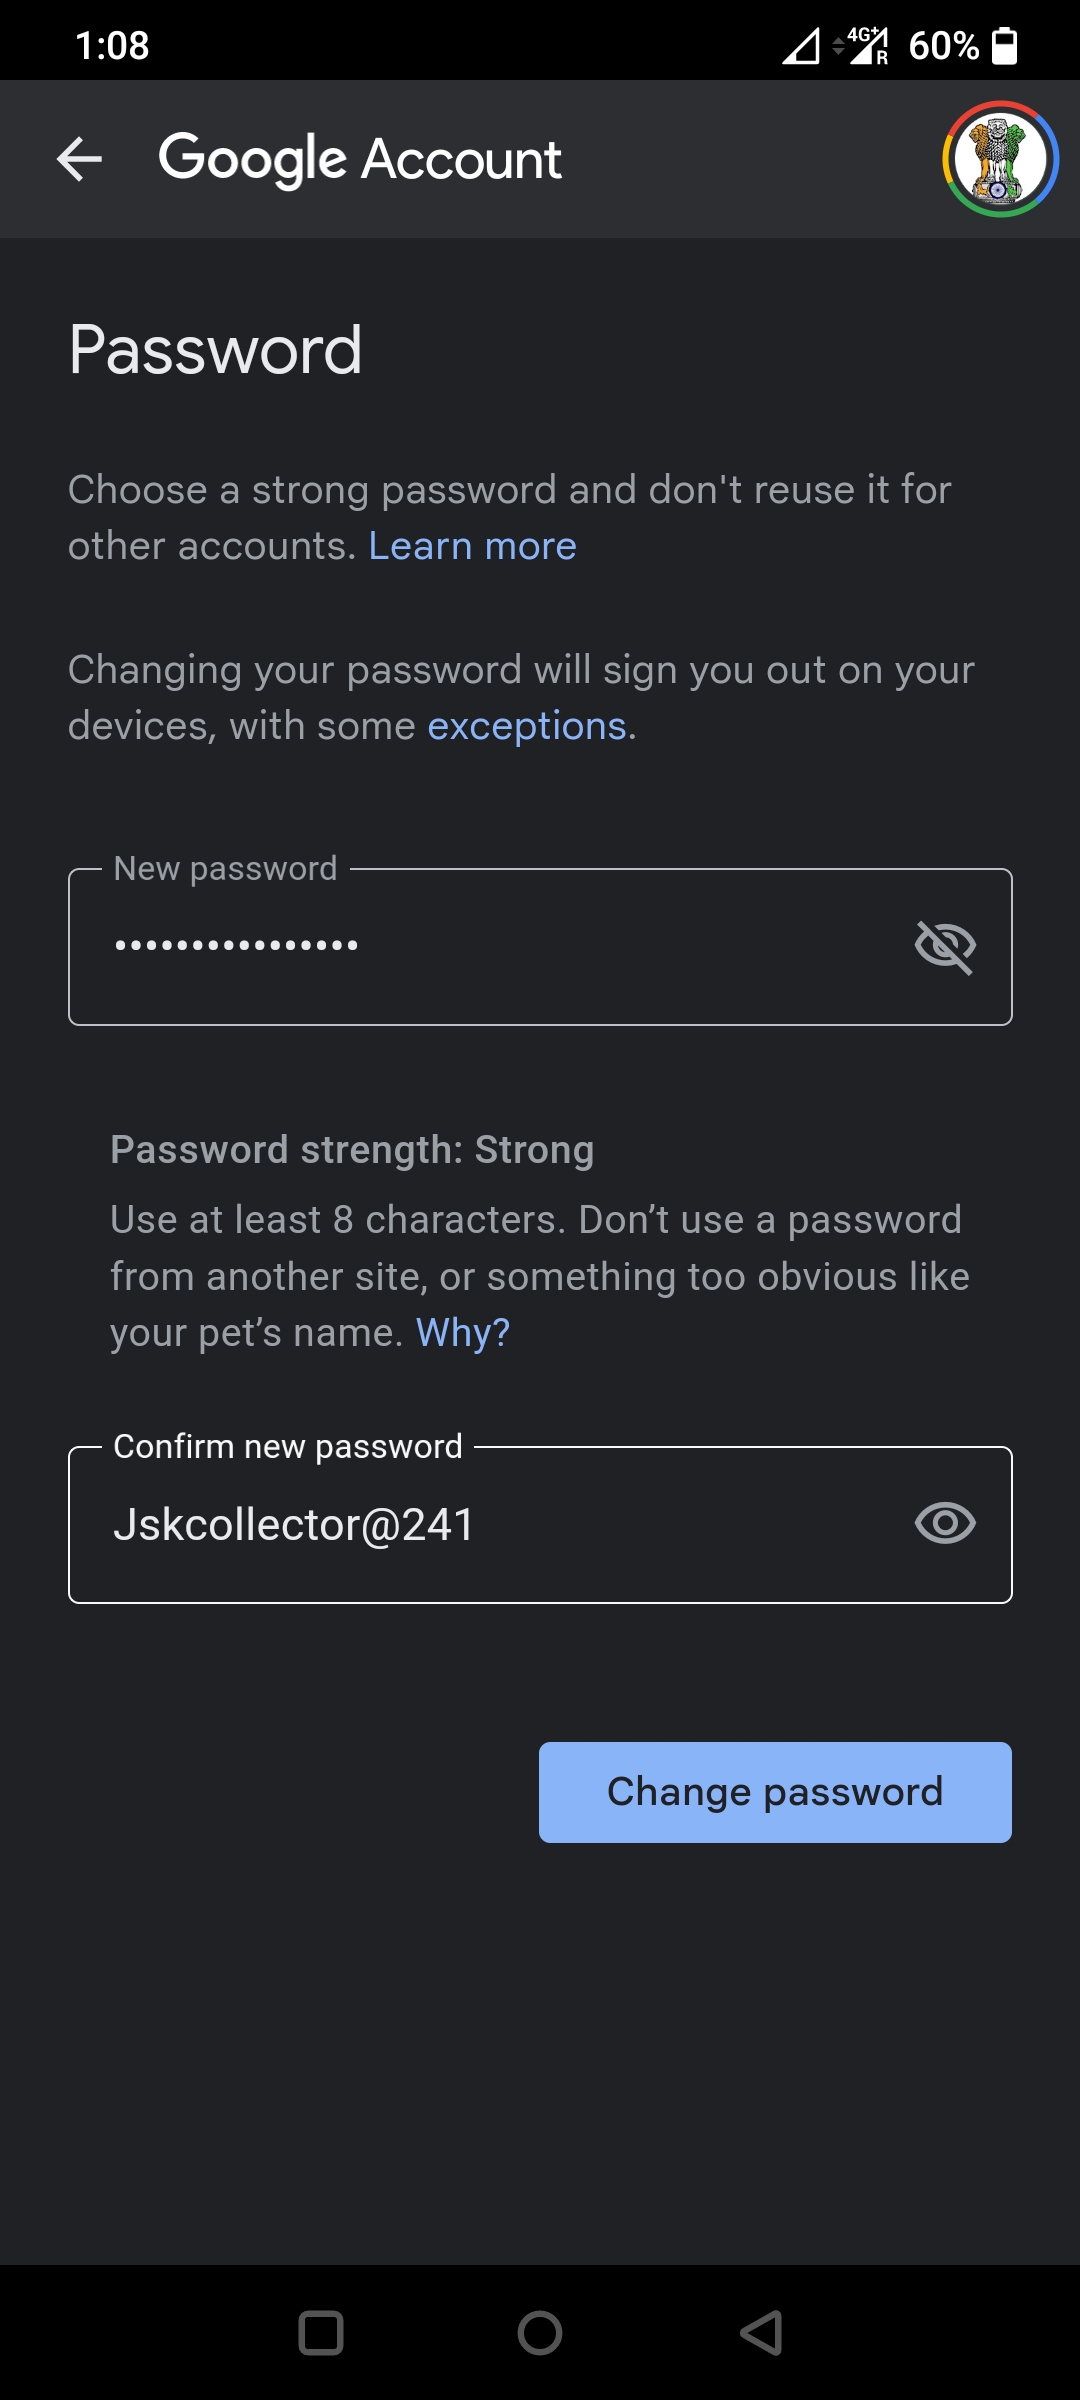 1:08
4G+
R
60%
Google Account
Password
Choose a strong password and don't reuse it for
other accounts. Learn more
Changing your password will sign you out on your
devices, with some exceptions.
New password
••••••••••••••••
Password strength: Strong
Use at least 8 characters. Don’t use a password
from another site, or something too obvious like
your pet’s name. Why?
Confirm new password
Jskcollector@241
Change password